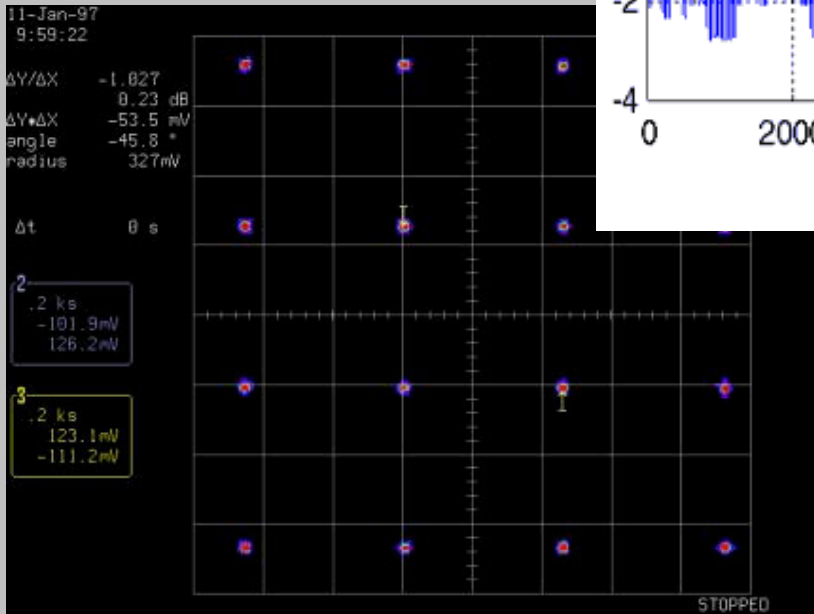 11-Jan-97
9:59:22
ΔY/ΔX -1.027
0.23 dB
ΔY•ΔX -53.5 mV
angle -45.8 °
radius 327mV
Δt 0 s
2
.2 ks
-101.9mV
126.2mV
3
.2 ks
123.1mV
-111.2mV
STOPPED
-2
-4
0